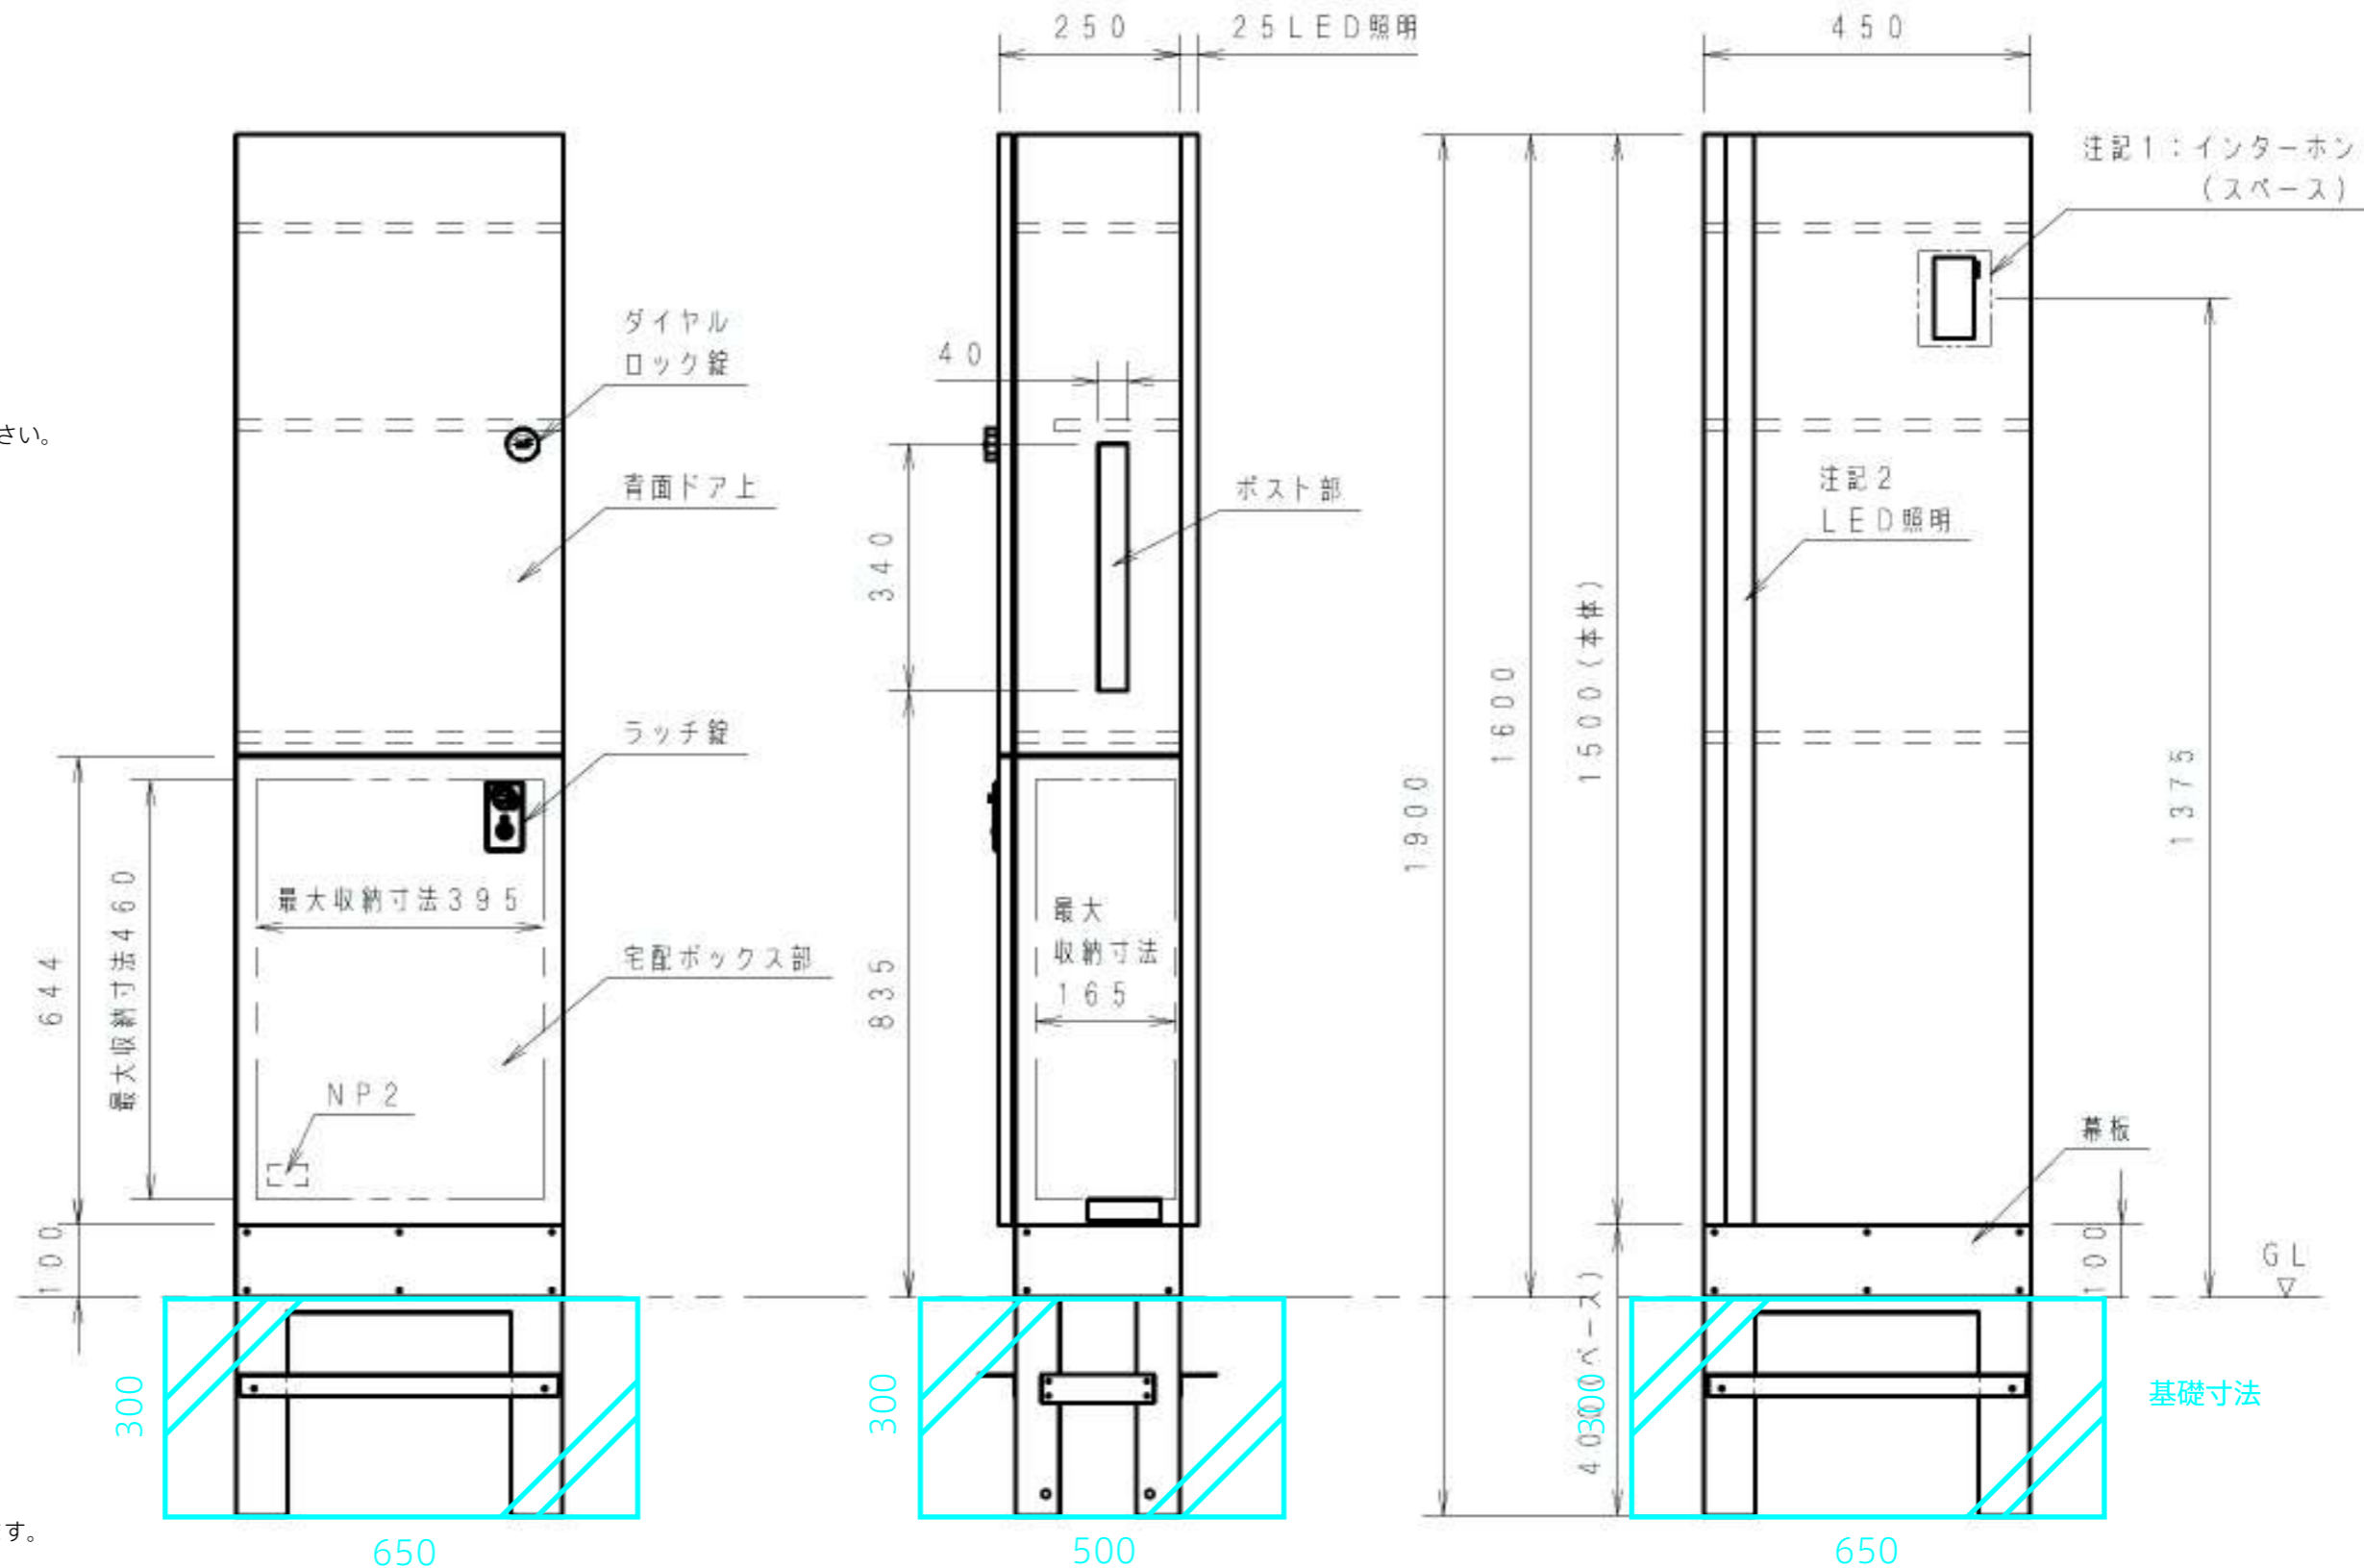 250
25LED照明
450
注記1：インターホン
（スペース）
ダイヤル
ロック錠
40
さい。
背面ドア上
ポスト部
注記2
LED照明
340
1500（本体）
1600
ラッチ錠
1900
1375
最大収納寸法395
最大収納寸法460
644
最大
収納寸法
165
835
宅配ボックス部
NP2
幕板
100
100
GL
300
300
400（ベース）
300
基礎寸法
す。
650
500
650